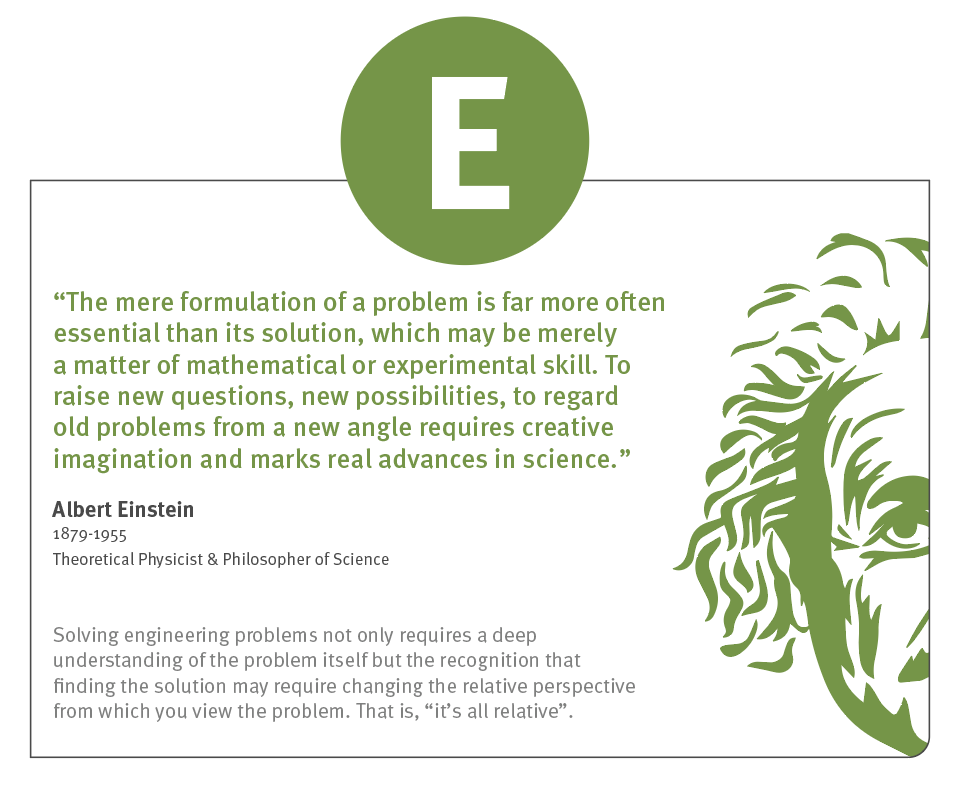 E
“The mere formulation of a problem is far more often
essential than its solution, which may be merely
a matter of mathematical or experimental skill. To
raise new questions, new possibilities, to regard
old problems from a new angle requires creative
imagination and marks real advances in science.”
Albert Einstein
1879-1955
Theoretical Physicist & Philosopher of Science
Solving engineering problems not only requires a deep
understanding of the problem itself but the recognition that
finding the solution may require changing the relative perspective
from which you view the problem. That is, “it’s all relative”.